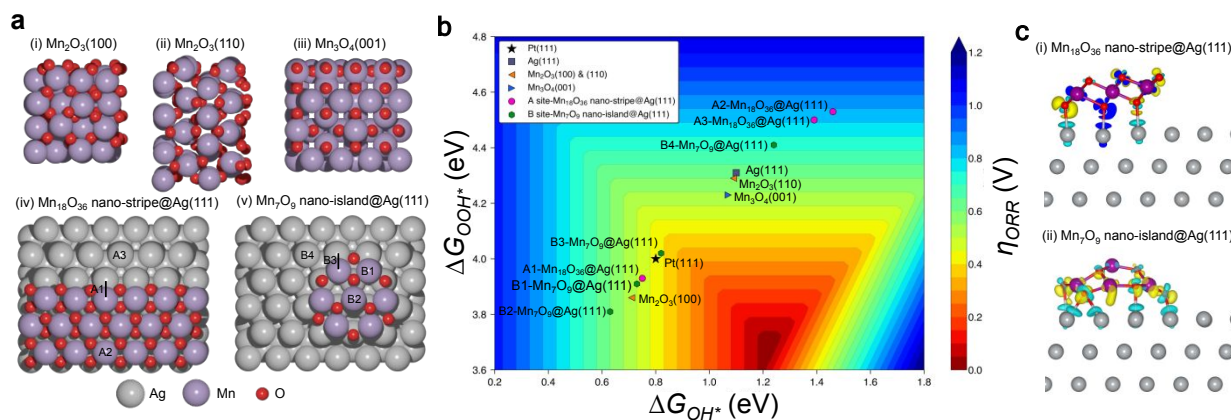 a
(i) Mn2O3(100)
(ii) Mn2O3(110)
(iii) Mn3O4(001)
(iv) Mn18O36 nano-stripe@Ag(111)
(v) Mn7O9 nano-island@Ag(111)
A3
A1
A2
B4
B3
B1
B2
Ag
Mn
O
b
ΔG_OOH* (eV)
4.8
4.6
4.4
4.2
4.0
3.8
3.6
0.2
0.4
0.6
0.8
1.0
1.2
1.4
1.6
1.8
ΔG_OH* (eV)
Pt(111)
Ag(111)
Mn2O3(100) & (110)
Mn3O4(001)
A site-Mn18O36 nano-stripe@Ag(111)
B site-Mn7O9 nano-island@Ag(111)
A2-Mn18O36@Ag(111)
A3-Mn18O36@Ag(111)
B4-Mn7O9@Ag(111)
Ag(111)
Mn2O3(110)
Mn3O4(001)
B3-Mn7O9@Ag(111)
Pt(111)
A1-Mn18O36@Ag(111)
B1-Mn7O9@Ag(111)
Mn2O3(100)
B2-Mn7O9@Ag(111)
1.2
1.0
0.8
0.6
0.4
0.2
0.0
ηORR (V)
c
(i) Mn18O36 nano-stripe@Ag(111)
(ii) Mn7O9 nano-island@Ag(111)